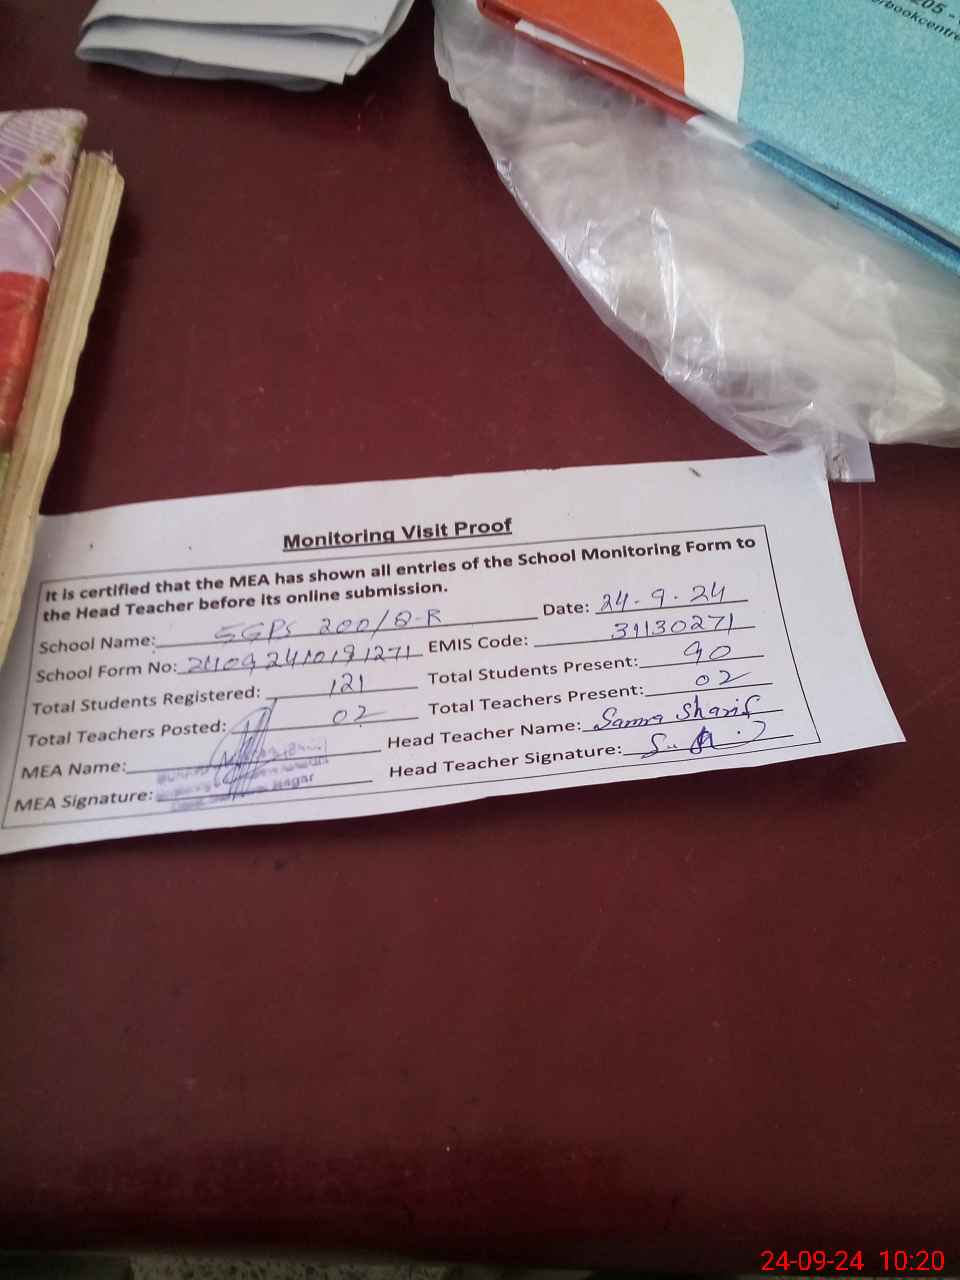 205 -
erbookcentre
Monitoring Visit Proof
It is certified that the MEA has shown all entries of the School Monitoring Form to
the Head Teacher before its online submission.
School Name: SGPS 200/Q-R Date: 24-9-24
School Form No: 24092410191271 EMIS Code: 31130271
Total Students Registered: 121 Total Students Present: 90
Total Teachers Posted: 02 Total Teachers Present: 02
MEA Name: Head Teacher Name: Samra Sharif
MEA Signature: Head Teacher Signature:
24-09-24 10:20